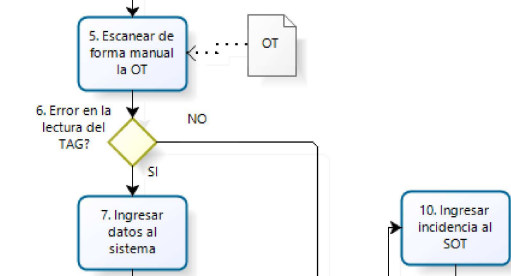 5. Escanear de
forma manual
la OT
OT
6. Error en la
lectura del
TAG?
NO
SI
7. Ingresar
datos al
sistema
10. Ingresar
incidencia al
SOT